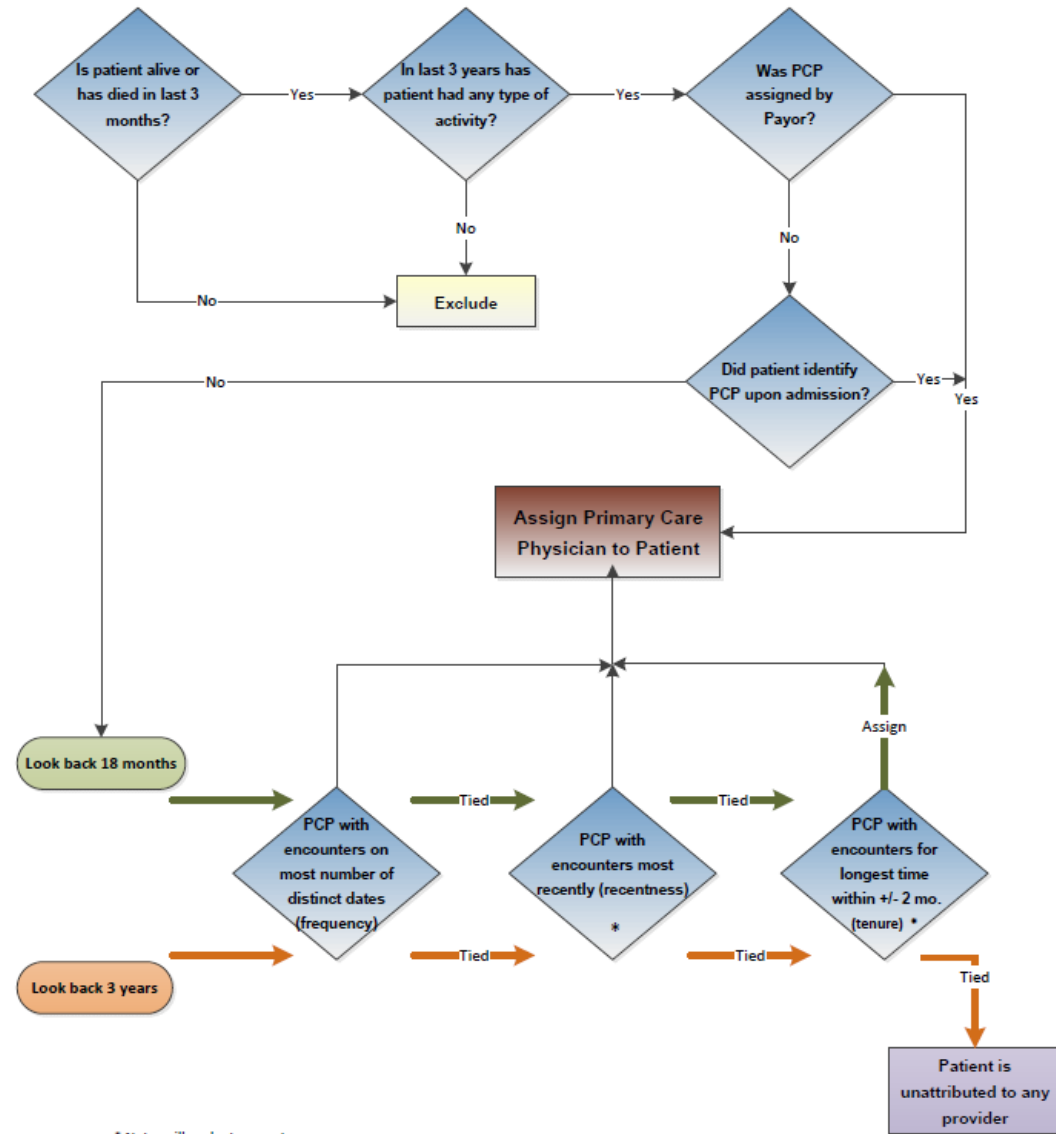 Is patient alive or
has died in last 3
months?
Yes
In last 3 years has
patient had any type of
activity?
Yes
Was PCP
assigned by
Payor?
No
No
No
Exclude
Did patient identify
PCP upon admission?
No
Yes
Yes
Assign Primary Care
Physician to Patient
Assign
Look back 18 months
Tied
Tied
PCP with
encounters on
most number of
distinct dates
(frequency)
PCP with
encounters most
recently (recentness)
*
PCP with
encounters for
longest time
within +/- 2 mo.
(tenure) *
Look back 3 years
Tied
Tied
Tied
Patient is
unattributed to any
provider